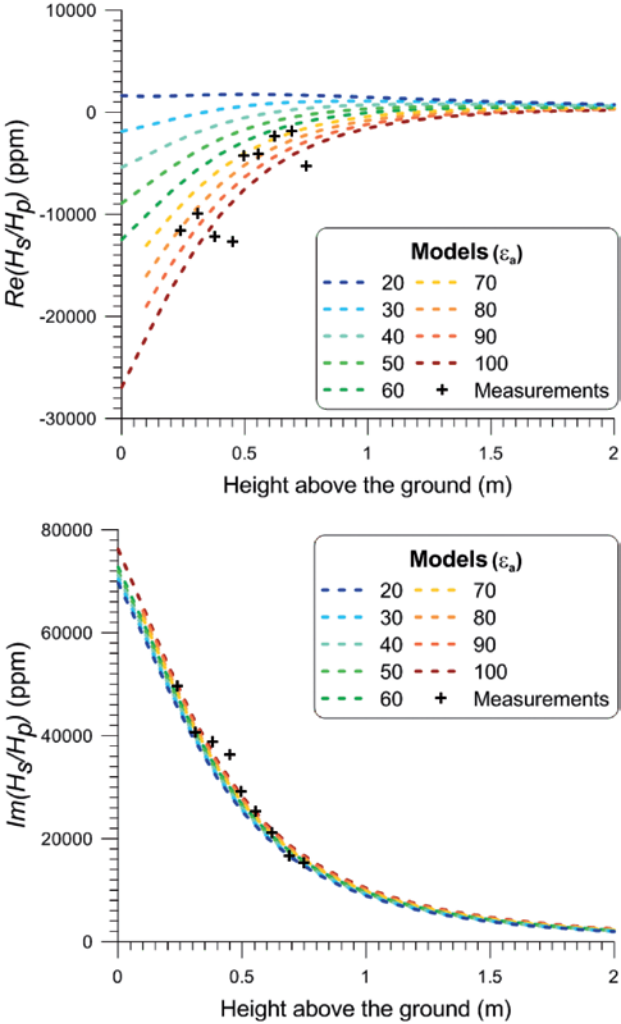 10000
0
-10000
-20000
-30000
Re(Hs/Hp) (ppm)
Models (εa)
20 70
30 80
40 90
50 100
60 Measurements
0 0.5 1 1.5 2
Height above the ground (m)
80000
60000
40000
20000
0
Im(Hs/Hp) (ppm)
Models (εa)
20 70
30 80
40 90
50 100
60 Measurements
0 0.5 1 1.5 2
Height above the ground (m)